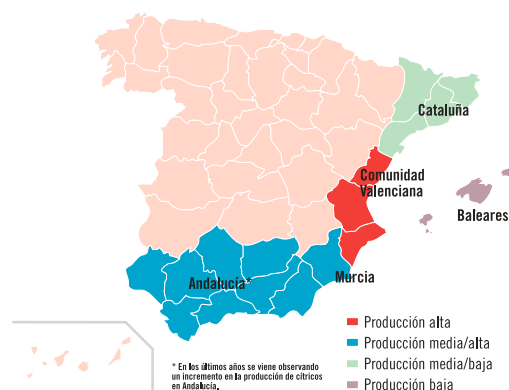 Cataluña
Comunidad
Valenciana
Baleares
Andalucía*
Murcia
Producción alta
Producción media/alta
Producción media/baja
Producción baja
* En los últimos años se viene observando
un incremento en la producción de cítricos
en Andalucía.